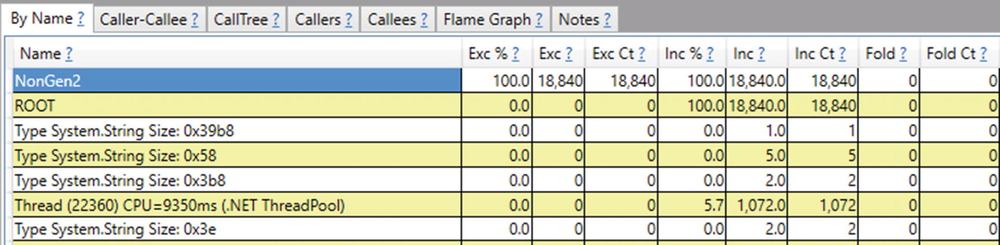 By Name ? Caller-Callee ? CallTree ? Callers ? Callees ? Flame Graph ? Notes ?
Name ? Exc % ? Exc ? Exc Ct ? Inc % ? Inc ? Inc Ct ? Fold ? Fold Ct ?
NonGen2 100.0 18,840 18,840 100.0 18,840.0 18,840 0 0
ROOT 0.0 0 0 100.0 18,840.0 18,840 0 0
Type System.String Size: 0x39b8 0.0 0 0 0.0 1.0 1 0 0
Type System.String Size: 0x58 0.0 0 0 0.0 5.0 5 0 0
Type System.String Size: 0x3b8 0.0 0 0 0.0 2.0 2 0 0
Thread (22360) CPU=9350ms (.NET ThreadPool) 0.0 0 0 5.7 1,072.0 1,072 0 0
Type System.String Size: 0x3e 0.0 0 0 0.0 2.0 2 0 0